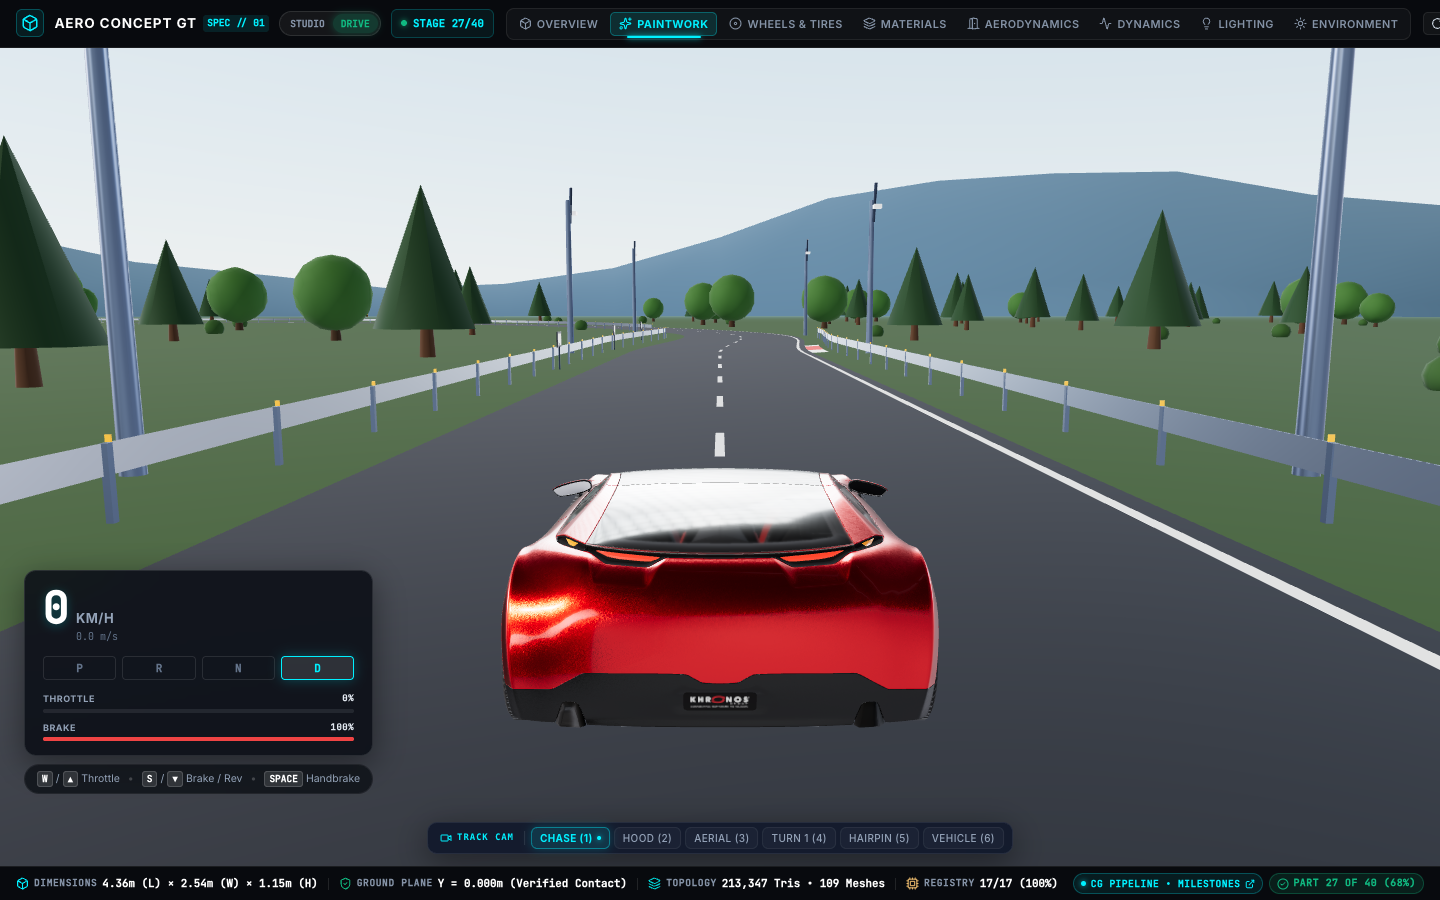 AERO CONCEPT GT SPEC // 01 STUDIO DRIVE STAGE 27/40 OVERVIEW PAINTWORK WHEELS & TIRES MATERIALS AERODYNAMICS DYNAMICS LIGHTING ENVIRONMENT
KHRONOS
0 KM/H
0.0 m/s
P R N D
THROTTLE 0%
BRAKE 100%
W / ▲ Throttle • S / ▼ Brake / Rev • SPACE Handbrake
TRACK CAM CHASE (1) HOOD (2) AERIAL (3) TURN 1 (4) HAIRPIN (5) VEHICLE (6)
DIMENSIONS 4.36m (L) × 2.54m (W) × 1.15m (H) GROUND PLANE Y = 0.000m (Verified Contact) TOPOLOGY 213,347 Tris • 109 Meshes REGISTRY 17/17 (100%) CG PIPELINE • MILESTONES PART 27 OF 40 (68%)